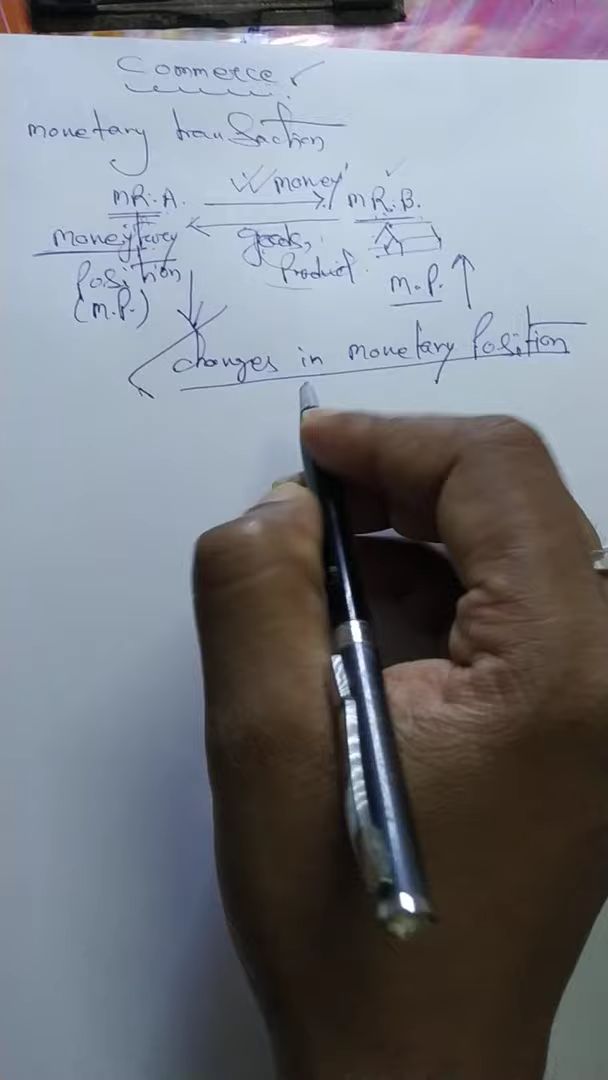 Commerce
monetary transaction
MR. A. money MR. B.
Monetary goods,
Position Product. M.P.
(M.P.)
changes in monetary Position